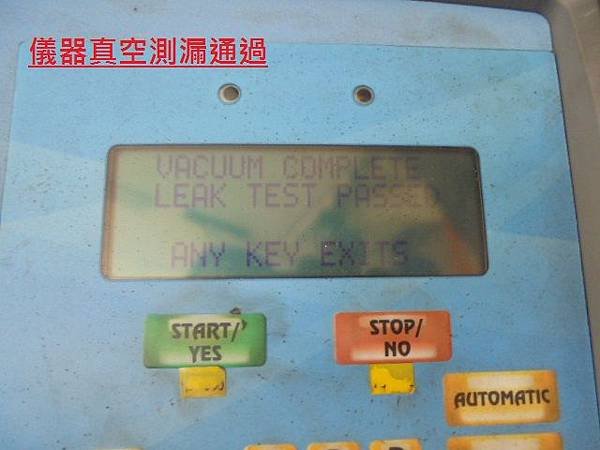 儀器真空測漏通過
VACUUM COMPLETE
LEAK TEST PASSED
ANY KEY EXITS
START/
YES
STOP/
NO
AUTOMATIC